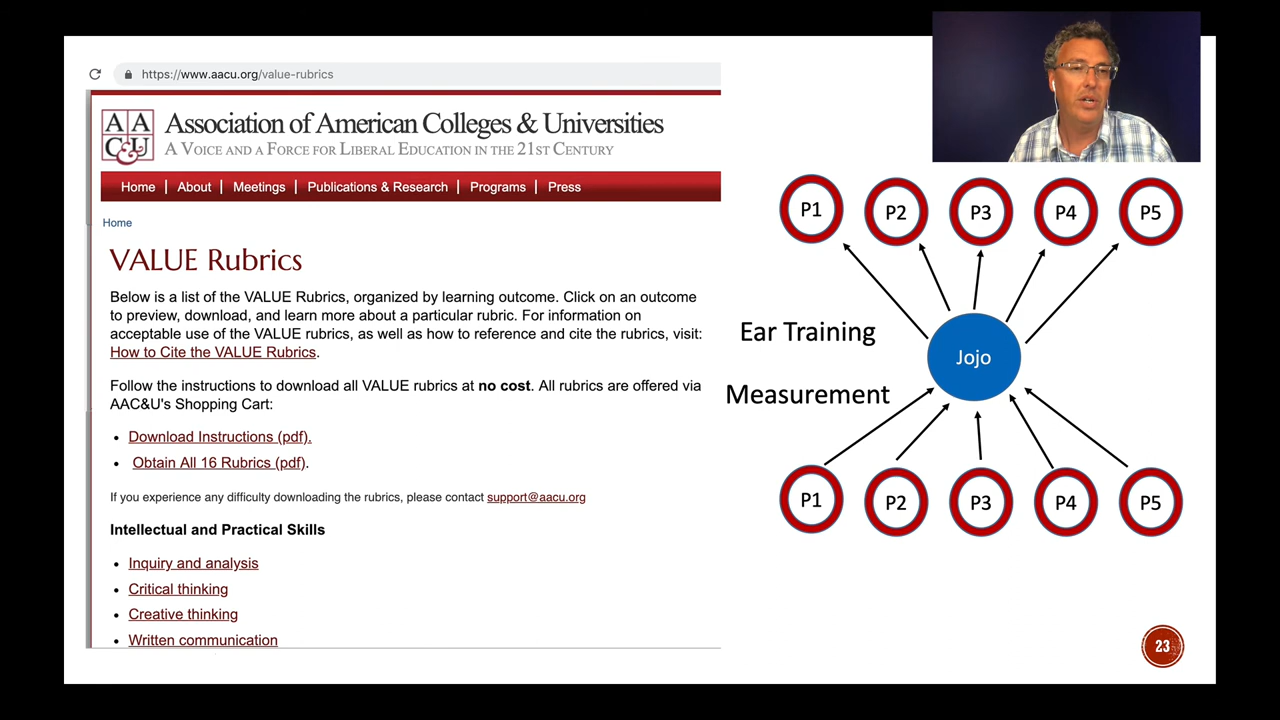 https://www.aacu.org/value-rubrics
AA
C&U
Association of American Colleges & Universities
A VOICE AND A FORCE FOR LIBERAL EDUCATION IN THE 21ST CENTURY
Home | About | Meetings | Publications & Research | Programs | Press
Home
VALUE Rubrics
Below is a list of the VALUE Rubrics, organized by learning outcome. Click on an outcome
to preview, download, and learn more about a particular rubric. For information on
acceptable use of the VALUE rubrics, as well as how to reference and cite the rubrics, visit:
How to Cite the VALUE Rubrics.
Follow the instructions to download all VALUE rubrics at no cost. All rubrics are offered via
AAC&U's Shopping Cart:
• Download Instructions (pdf).
• Obtain All 16 Rubrics (pdf).
If you experience any difficulty downloading the rubrics, please contact support@aacu.org
Intellectual and Practical Skills
• Inquiry and analysis
• Critical thinking
• Creative thinking
• Written communication
P1 P2 P3 P4 P5
Ear Training
Jojo
Measurement
P1 P2 P3 P4 P5
23